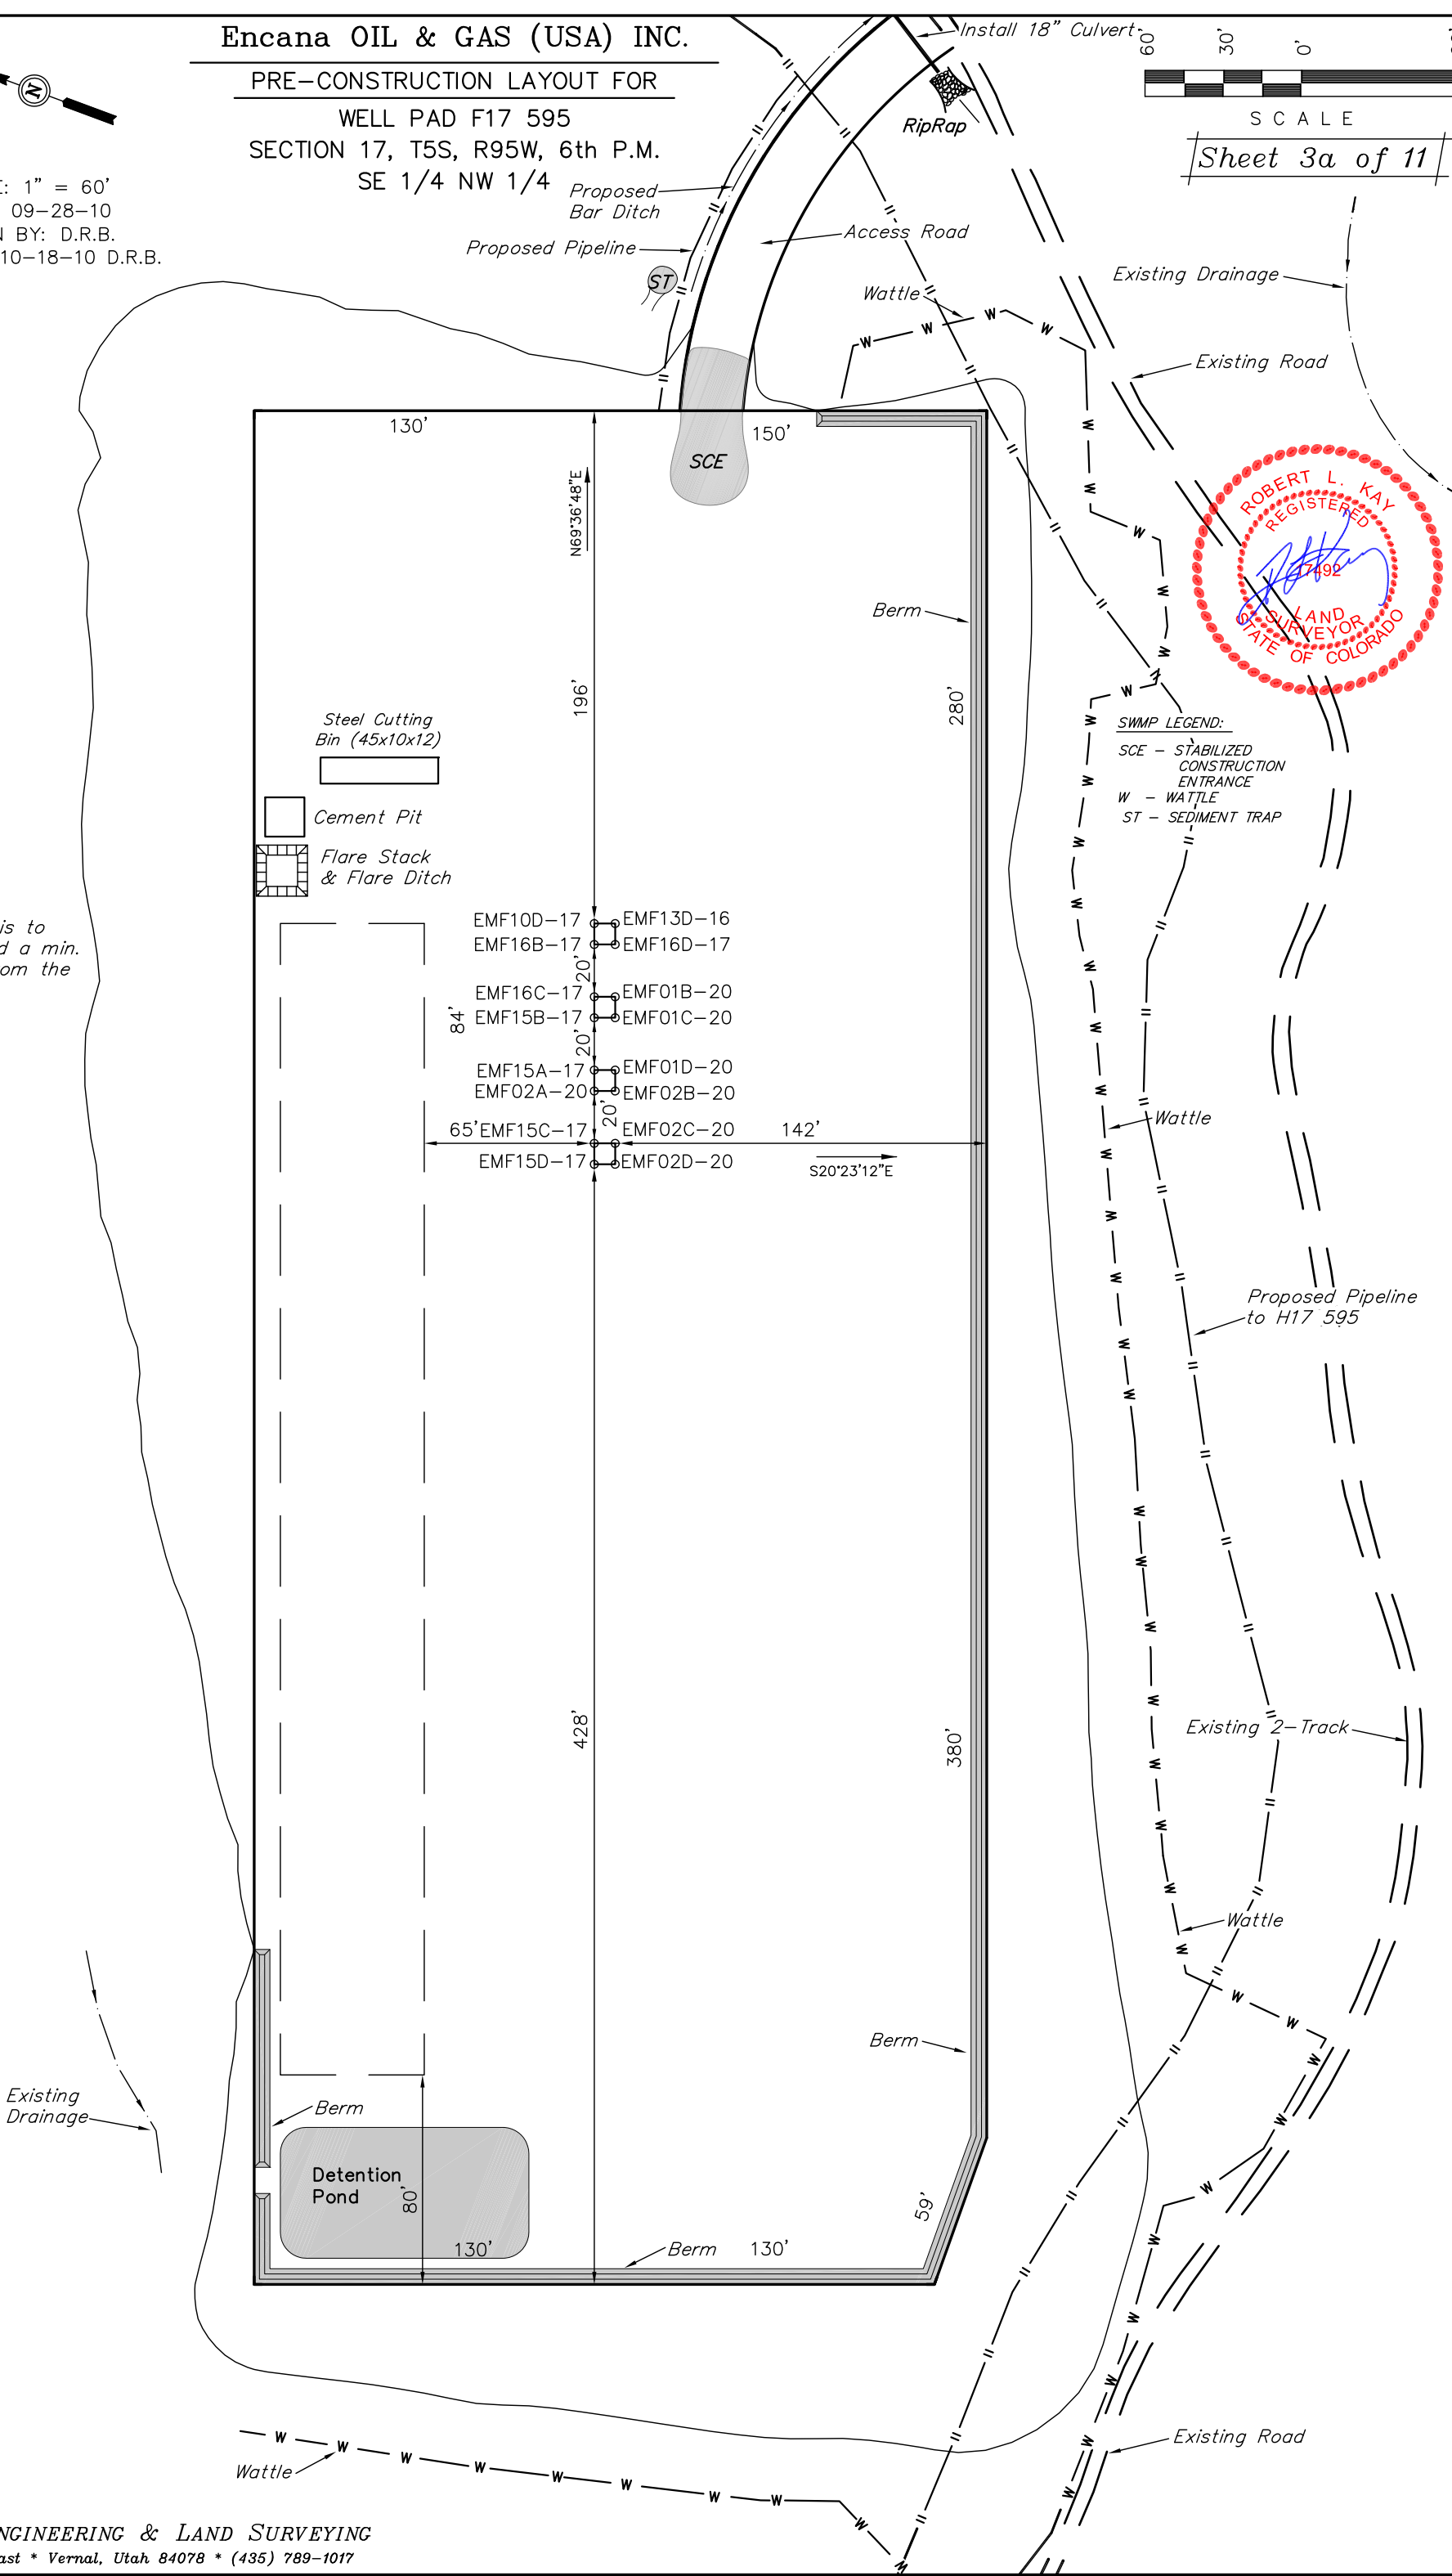 Encana OIL & GAS (USA) INC.
PRE-CONSTRUCTION LAYOUT FOR
WELL PAD F17 595
SECTION 17, T5S, R95W, 6th P.M.
SE 1/4 NW 1/4
N
: 1" = 60'
09-28-10
BY: D.R.B.
10-18-10 D.R.B.
Install 18" Culvert
RipRap
60'
30'
0'
SCALE
Sheet 3a of 11
Proposed
Bar Ditch
Proposed Pipeline
ST
Access Road
Wattle
Existing Drainage
Existing Road
130'
150'
SCE
N69°36'48"E
ROBERT L. KAY
REGISTERED
17492
LAND
SURVEYOR
STATE OF COLORADO
Berm
196'
280'
Steel Cutting
Bin (45x10x12)
Cement Pit
Flare Stack
& Flare Ditch
SWMP LEGEND:
SCE - STABILIZED
CONSTRUCTION
ENTRANCE
W - WATTLE
ST - SEDIMENT TRAP
is to
a min.
the
EMF10D-17 EMF13D-16
EMF16B-17 EMF16D-17
20'
EMF16C-17 EMF01B-20
84'
EMF15B-17 EMF01C-20
20'
EMF15A-17 EMF01D-20
EMF02A-20 EMF02B-20
20'
65' EMF15C-17 EMF02C-20 142'
EMF15D-17 EMF02D-20
S20°23'12"E
Wattle
Proposed Pipeline
to H17 595
428'
380'
Existing 2-Track
Wattle
Berm
Existing
Drainage
Berm
Detention
Pond
80'
59'
130'
Berm
130'
Wattle
Existing Road
& LAND SURVEYING
* Vernal, Utah 84078 * (435) 789-1017